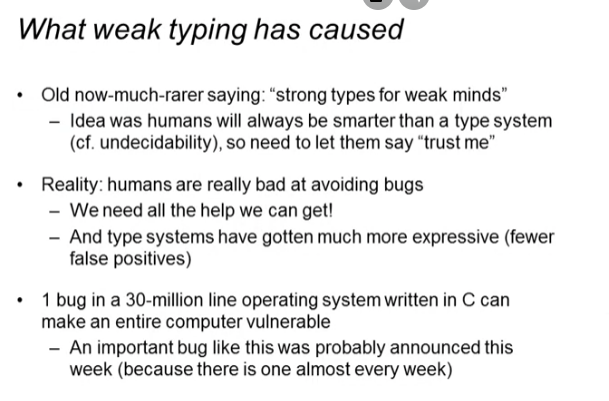 What weak typing has caused
• Old now-much-rarer saying: “strong types for weak minds”
– Idea was humans will always be smarter than a type system
(cf. undecidability), so need to let them say “trust me”
• Reality: humans are really bad at avoiding bugs
– We need all the help we can get!
– And type systems have gotten much more expressive (fewer
false positives)
• 1 bug in a 30-million line operating system written in C can
make an entire computer vulnerable
– An important bug like this was probably announced this
week (because there is one almost every week)